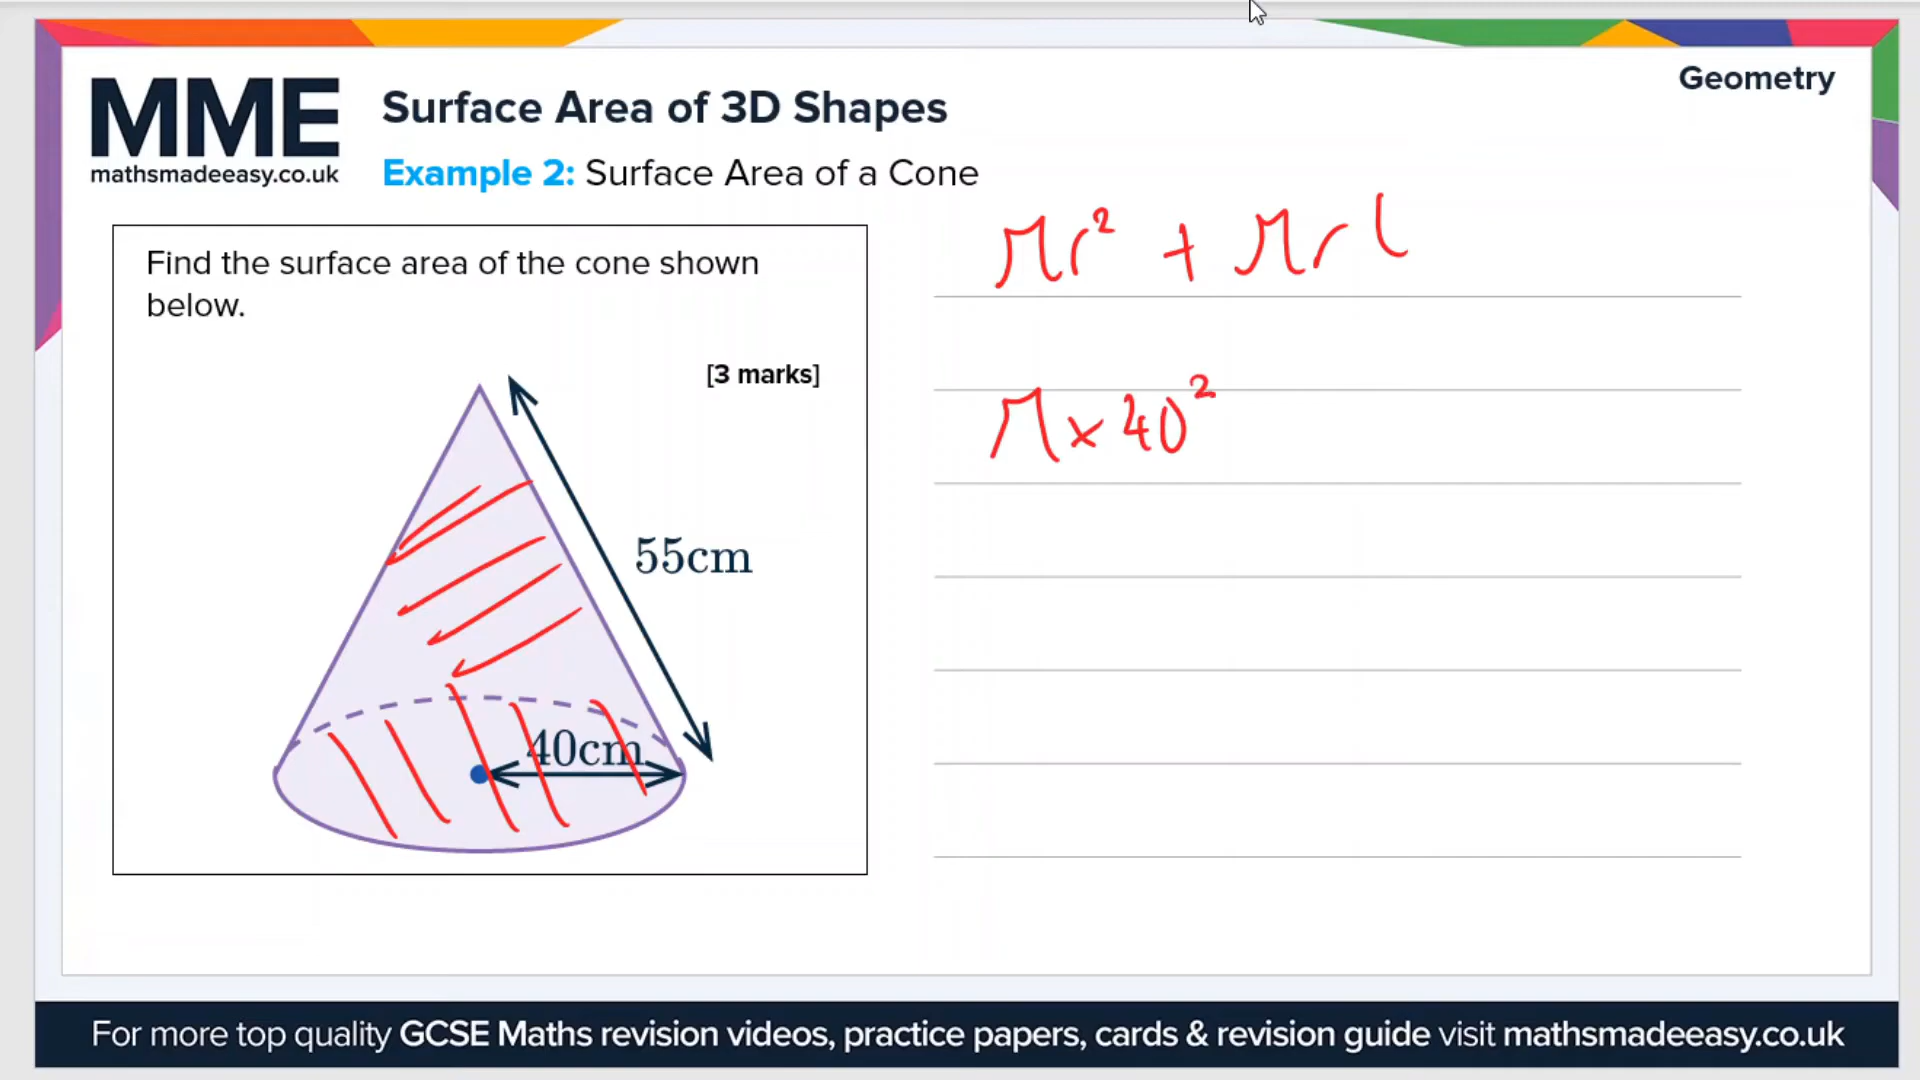 Geometry
MME
mathsmadeeasy.co.uk
Surface Area of 3D Shapes
Example 2: Surface Area of a Cone
Find the surface area of the cone shown
below.
[3 marks]
55cm
40cm
πr² + πrl
π×40²
For more top quality GCSE Maths revision videos, practice papers, cards & revision guide visit mathsmadeeasy.co.uk